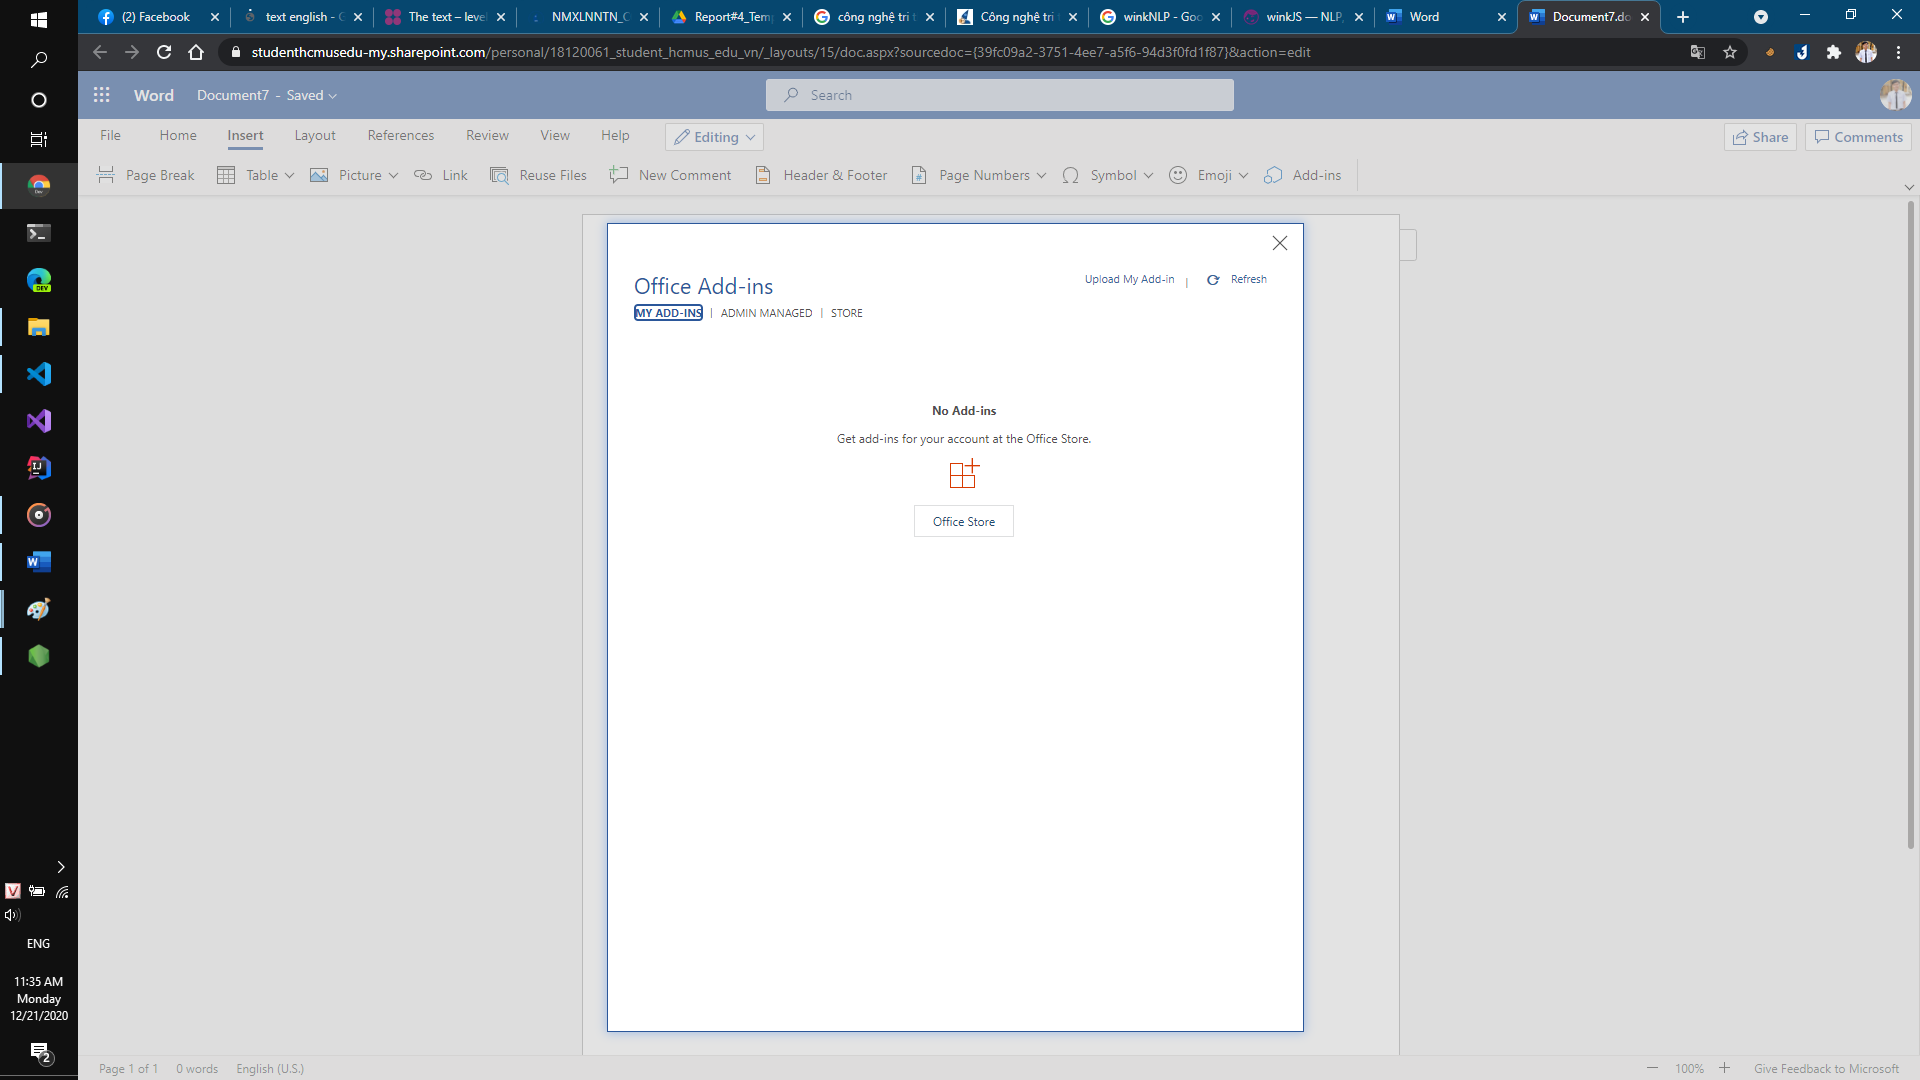 (2) Facebook
text english - G
The text – level
NMXLNNTN_C
Report#4_Temp
công nghệ tri t
Công nghệ tri t
winkNLP - Goo
winkJS — NLP,
Word
Document7.do
studenthcmusedu-my.sharepoint.com/personal/18120061_student_hcmus_edu_vn/_layouts/15/doc.aspx?sourcedoc={39fc09a2-3751-4ee7-a5f6-94d3f0fd1f87}&action=edit
Word Document7 - Saved
Search
File Home Insert Layout References Review View Help Editing Share Comments
Page Break Table Picture Link Reuse Files New Comment Header & Footer Page Numbers Symbol Emoji Add-ins
Office Add-ins
Upload My Add-in | Refresh
MY ADD-INS | ADMIN MANAGED | STORE
No Add-ins
Get add-ins for your account at the Office Store.
Office Store
DEV
ENG
11:35 AM
Monday
12/21/2020
2
Page 1 of 1 0 words English (U.S.)
100% Give Feedback to Microsoft